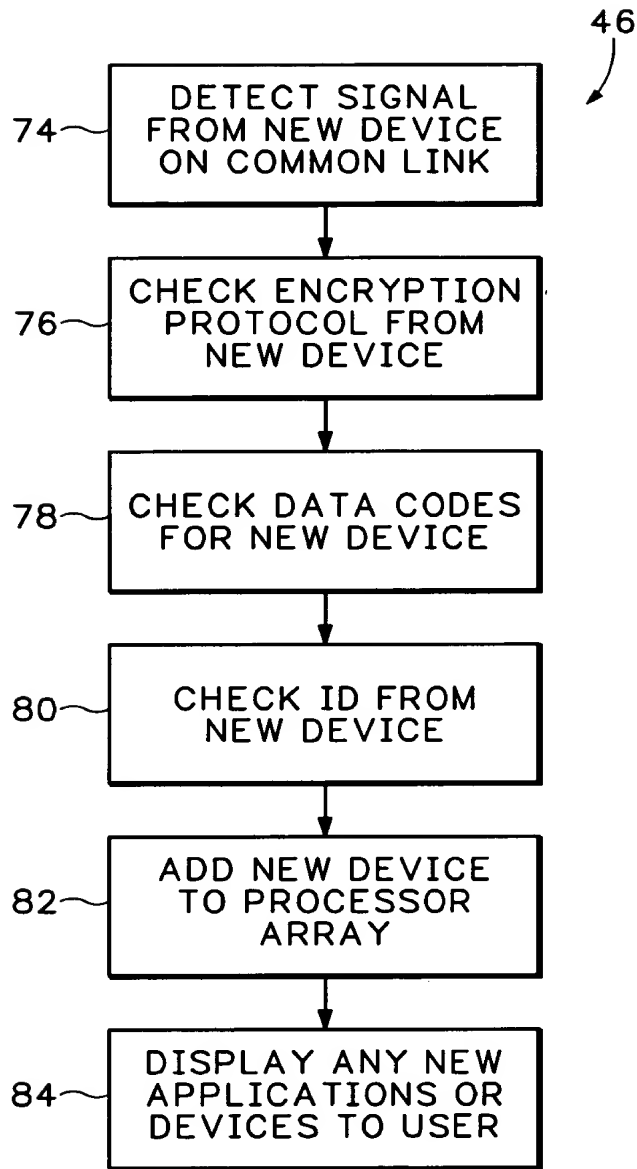 46
74
DETECT SIGNAL
FROM NEW DEVICE
ON COMMON LINK
76
CHECK ENCRYPTION
PROTOCOL FROM
NEW DEVICE
78
CHECK DATA CODES
FOR NEW DEVICE
80
CHECK ID FROM
NEW DEVICE
82
ADD NEW DEVICE
TO PROCESSOR
ARRAY
84
DISPLAY ANY NEW
APPLICATIONS OR
DEVICES TO USER